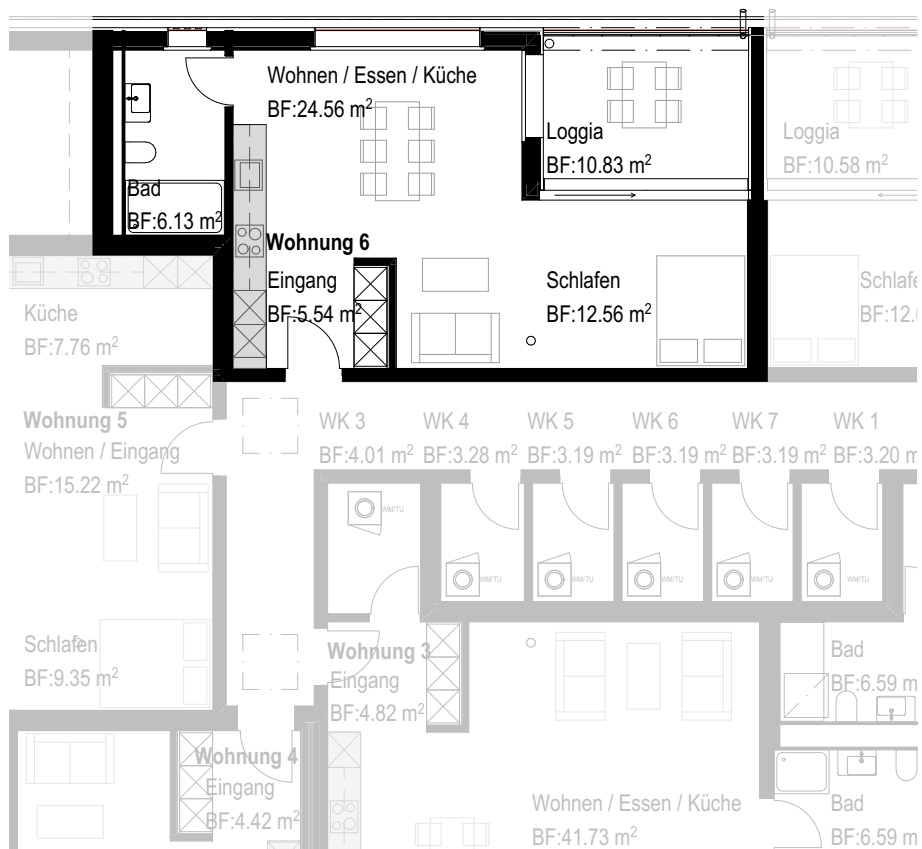 Wohnen / Essen / Küche
BF:24.56 m²
Loggia
BF:10.83 m²
Loggia
BF:10.58 m²
Bad
BF:6.13 m²
Wohnung 6
Eingang
BF:5.54 m²
Schlafen
BF:12.56 m²
Schlafe
BF:12.
Küche
BF:7.76 m²
Wohnung 5
Wohnen / Eingang
BF:15.22 m²
WK 3
BF:4.01 m²
WK 4
BF:3.28 m²
WK 5
BF:3.19 m²
WK 6
BF:3.19 m²
WK 7
BF:3.19 m²
WK 1
BF:3.20 m
WM/TU
WM/TU
WM/TU
WM/TU
WM/TU
WM/TU
Schlafen
BF:9.35 m²
Wohnung 3
Eingang
BF:4.82 m²
Bad
BF:6.59 m
Wohnung 4
Eingang
BF:4.42 m²
Wohnen / Essen / Küche
BF:41.73 m²
Bad
BF:6.59 m